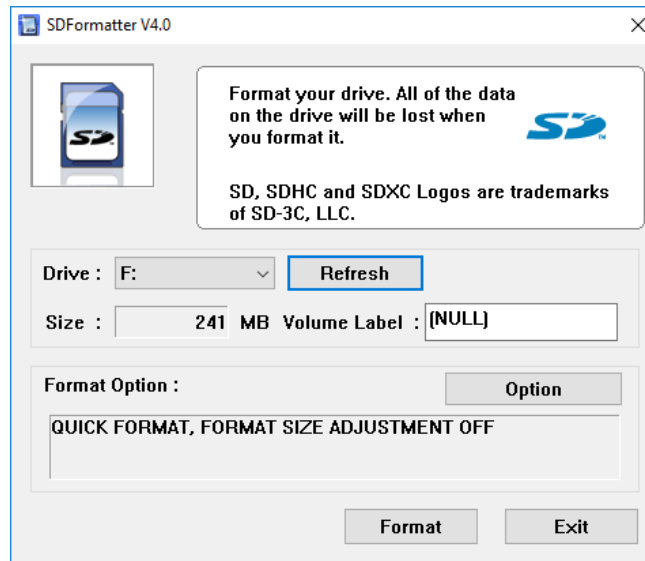 SDFormatter V4.0
SD
Format your drive. All of the data
on the drive will be lost when
you format it.
SD
TM
SD, SDHC and SDXC Logos are trademarks
of SD-3C, LLC.
Drive : F: Refresh
Size : 241 MB Volume Label : (NULL)
Format Option : Option
QUICK FORMAT, FORMAT SIZE ADJUSTMENT OFF
Format Exit